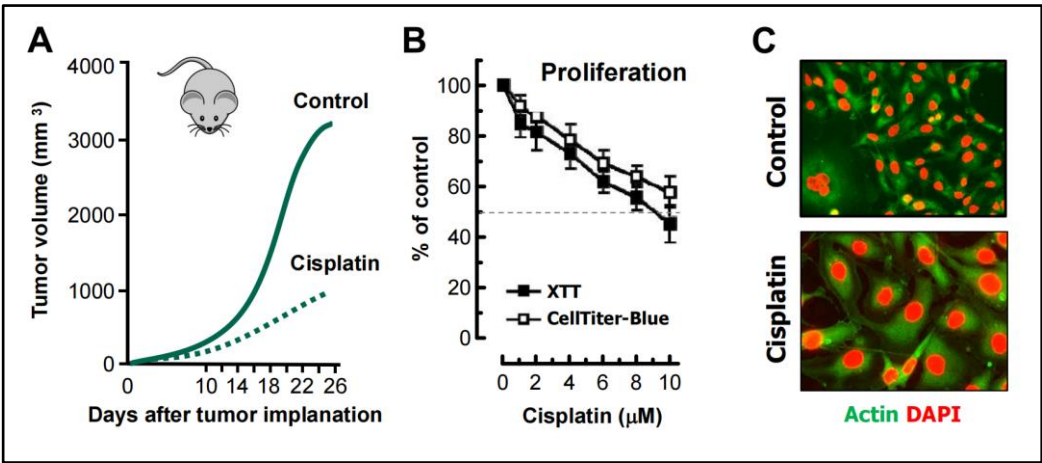 A
Tumor volume (mm ³)
4000
3000
2000
1000
0
Control
Cisplatin
0 10 14 18 22 26
Days after tumor implanation
B
Proliferation
% of control
100
80
60
40
20
0
XTT
CellTiter-Blue
0 2 4 6 8 10
Cisplatin (µM)
C
Control
Cisplatin
Actin DAPI